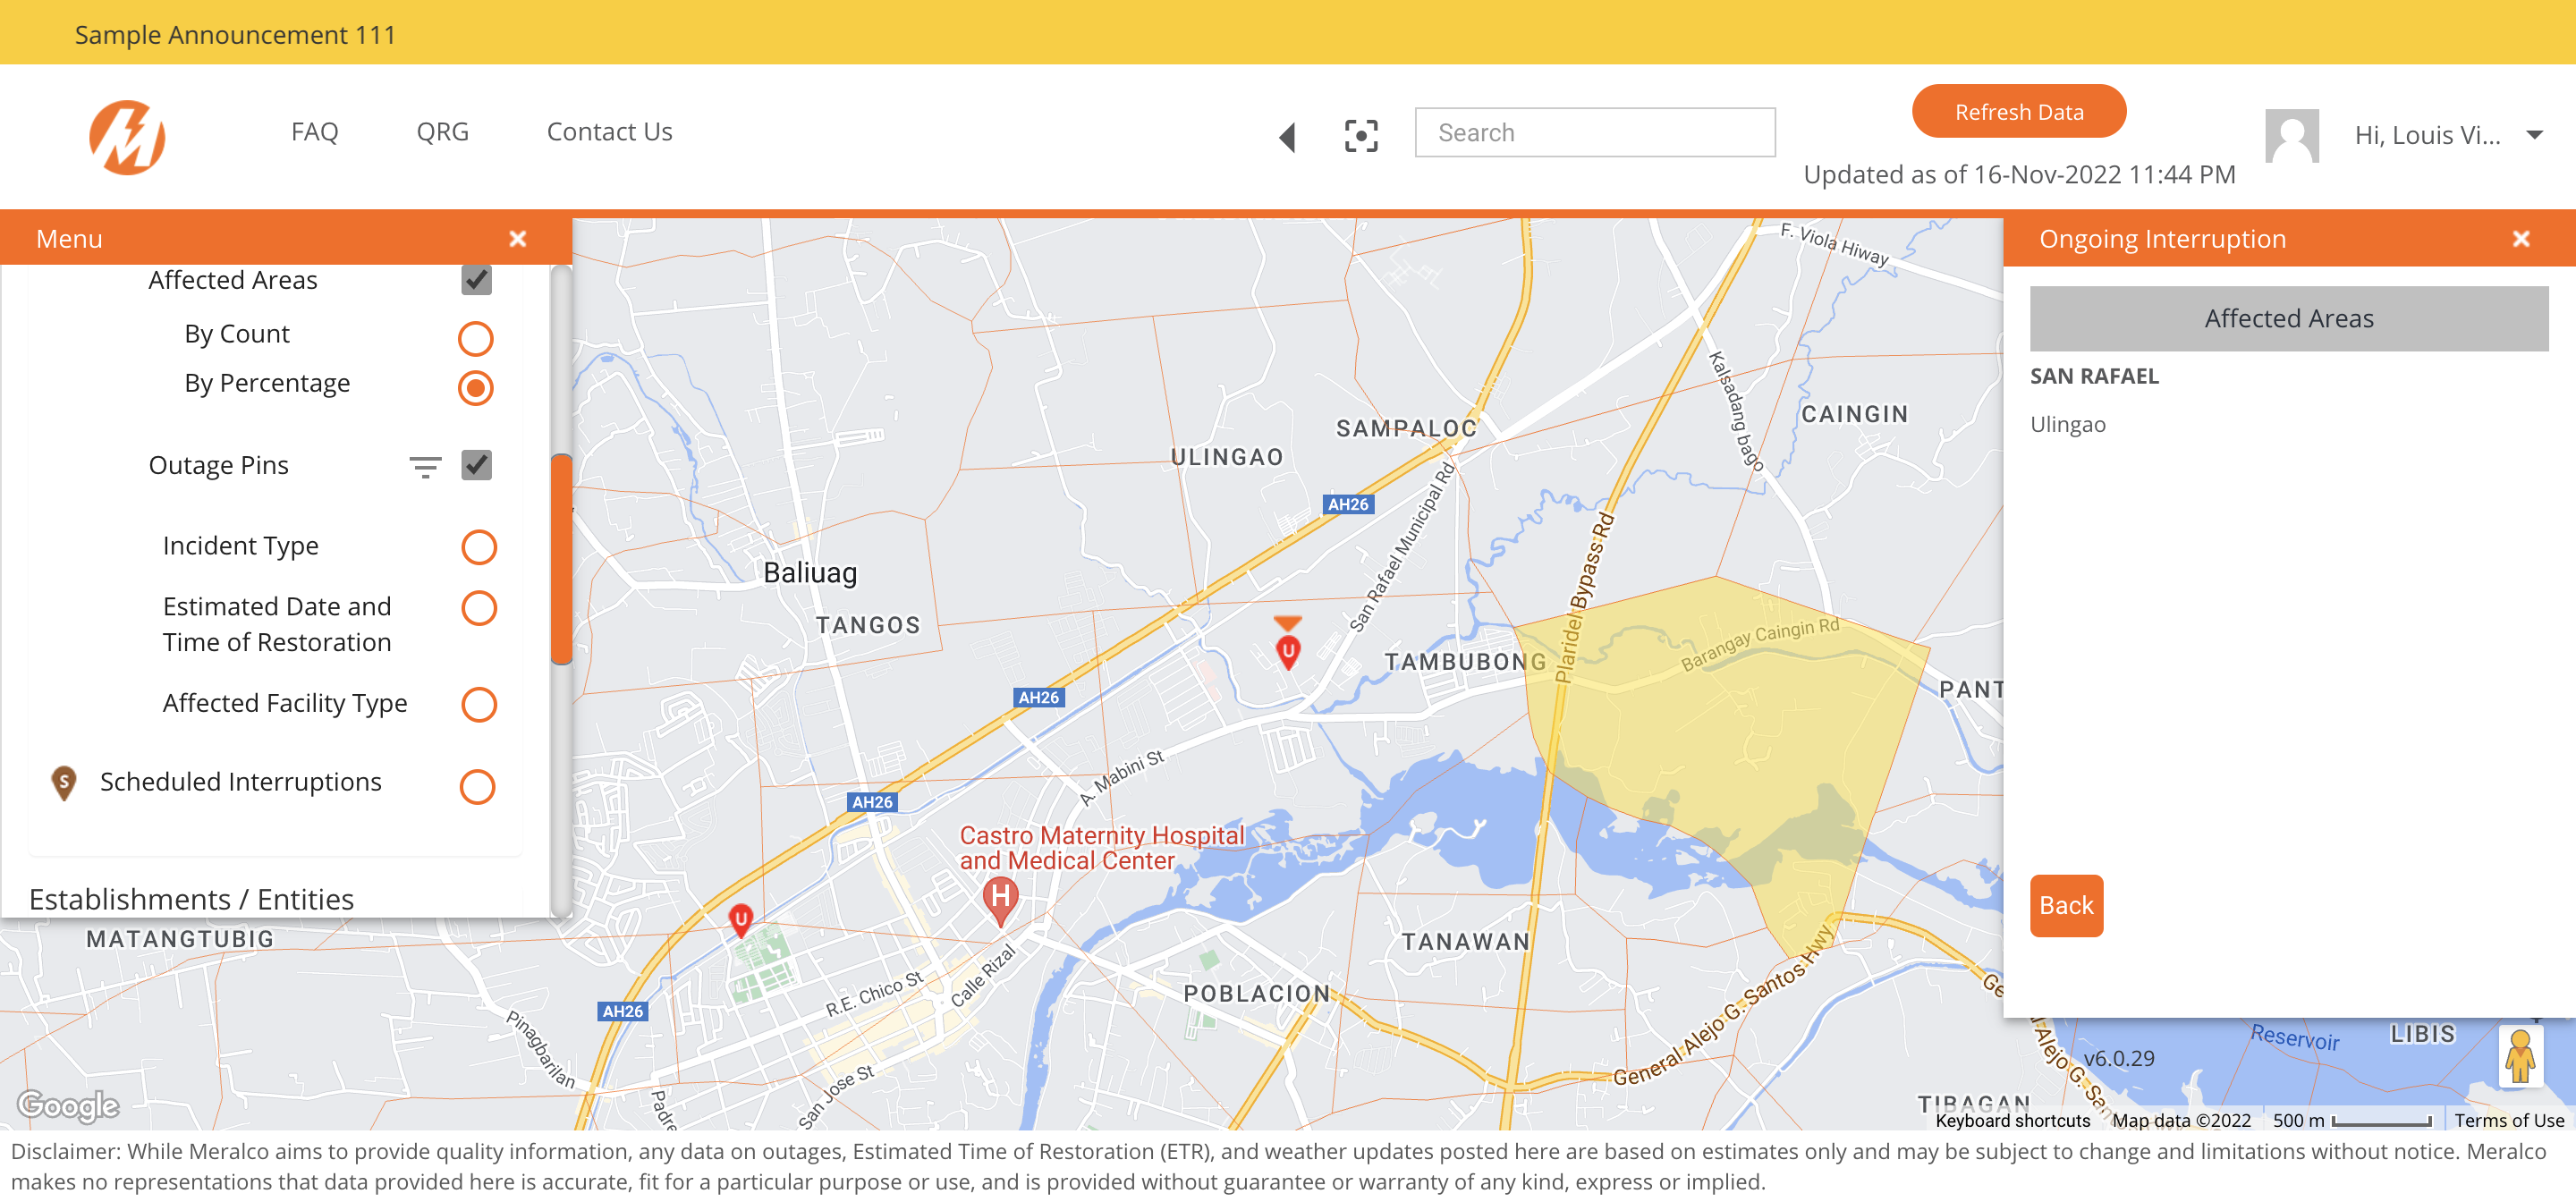 Sample Announcement 111
FAQ
QRG
Contact Us
Search
Refresh Data
Updated as of 16-Nov-2022 11:44 PM
Hi, Louis Vi...
Menu
Affected Areas
By Count
By Percentage
Outage Pins
Incident Type
Estimated Date and
Time of Restoration
Affected Facility Type
S
Scheduled Interruptions
Establishments / Entities
Ongoing Interruption
Affected Areas
SAN RAFAEL
Ulingao
Back
F. Viola Hiway
Kalsadang bago
CAINGIN
SAMPALOC
ULINGAO
AH26
San Rafael Municipal Rd
Plaridel Bypass Rd
Baliuag
TANGOS
U
TAMBUBONG
Barangay Caingin Rd
PANT
AH26
A. Mabini St
AH26
Castro Maternity Hospital
and Medical Center
H
U
MATANGTUBIG
TANAWAN
R.E. Chico St
Calle Rizal
POBLACION
General Alejo G. Santos Hwy
Ge
AH26
Pinagbarilan
San Jose St
Padre
Alejo G. San
Reservoir
LIBIS
v6.0.29
TIBAGAN
Google
Keyboard shortcuts
Map data ©2022
500 m
Terms of Use
Disclaimer: While Meralco aims to provide quality information, any data on outages, Estimated Time of Restoration (ETR), and weather updates posted here are based on estimates only and may be subject to change and limitations without notice. Meralco
makes no representations that data provided here is accurate, fit for a particular purpose or use, and is provided without guarantee or warranty of any kind, express or implied.